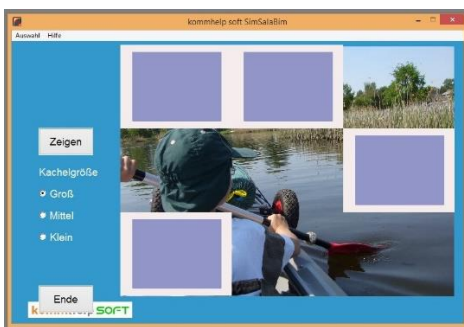 kommhelp soft SimSalaBim
Auswahl Hilfe
Zeigen
Kachelgröße
Groß
Mittel
Klein
Ende
SOFT